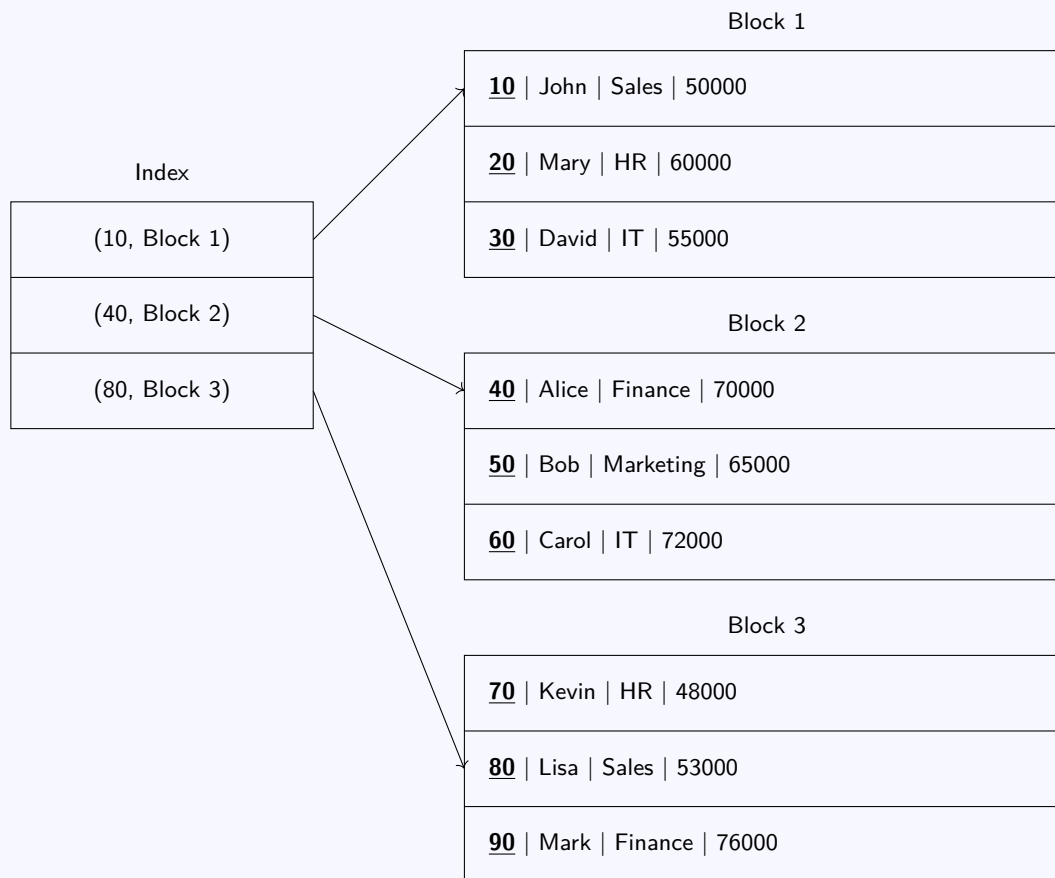 Index
(10, Block 1)
(40, Block 2)
(80, Block 3)
Block 1
10 | John | Sales | 50000
20 | Mary | HR | 60000
30 | David | IT | 55000
Block 2
40 | Alice | Finance | 70000
50 | Bob | Marketing | 65000
60 | Carol | IT | 72000
Block 3
70 | Kevin | HR | 48000
80 | Lisa | Sales | 53000
90 | Mark | Finance | 76000